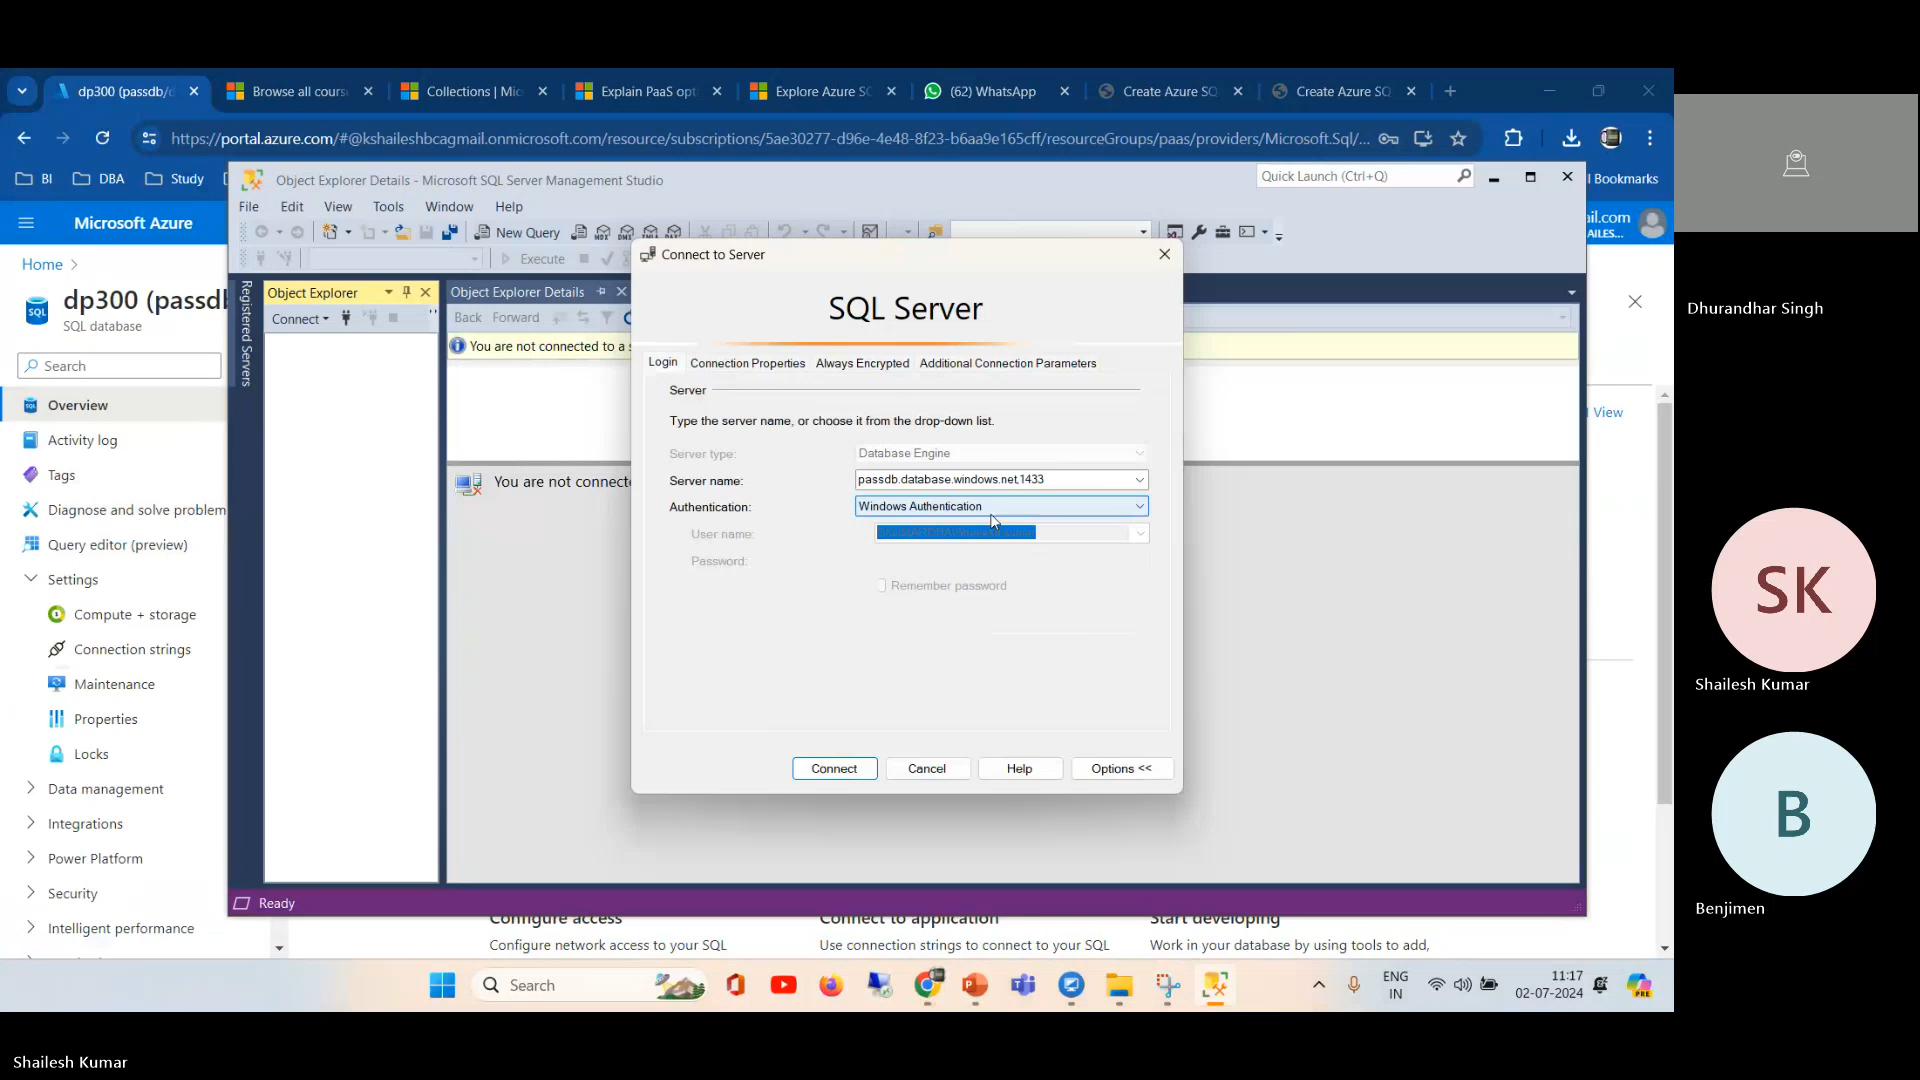 dp300 (passdb/d
Browse all cours
Collections | Mic
Explain PaaS opt
Explore Azure SQ
(62) WhatsApp
Create Azure SQ
Create Azure SQ
https://portal.azure.com/#@kshaileshbcagmail.onmicrosoft.com/resource/subscriptions/5ae30277-d96e-4e48-8f23-b6aa9e165cff/resourceGroups/paas/providers/Microsoft.Sql/...
BI
DBA
Study
l Bookmarks
Object Explorer Details - Microsoft SQL Server Management Studio
Quick Launch (Ctrl+Q)
File Edit View Tools Window Help
Microsoft Azure
ail.com
AILES...
New Query
Execute
Home
dp300 (passdb
SQL database
Search
Overview
Activity log
Tags
Diagnose and solve problem
Query editor (preview)
Settings
Compute + storage
Connection strings
Maintenance
Properties
Locks
Data management
Integrations
Power Platform
Security
Intelligent performance
Registered Servers
Object Explorer
Connect
Object Explorer Details
Back Forward
You are not connected to a s
You are not connecte
Connect to Server
SQL Server
Login Connection Properties Always Encrypted Additional Connection Parameters
Server
Type the server name, or choose it from the drop-down list.
Server type: Database Engine
Server name: passdb.database.windows.net,1433
Authentication: Windows Authentication
User name:
Password:
Remember password
Connect Cancel Help Options <<
View
Ready
Configure access
Connect to application
Start developing
Configure network access to your SQL
Use connection strings to connect to your SQL
Work in your database by using tools to add,
Search
ENG
IN
11:17
02-07-2024
PRE
Dhurandhar Singh
SK
Shailesh Kumar
B
Benjimen
Shailesh Kumar